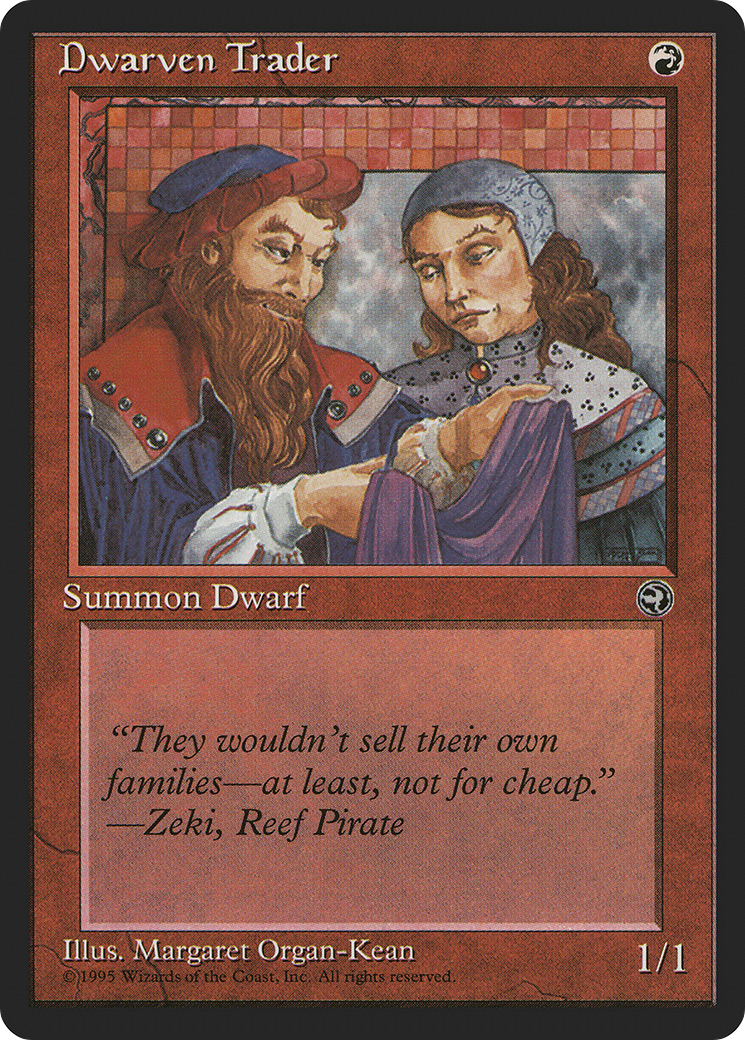 Dwarven Trader
Summon Dwarf
“They wouldn’t sell their own
families—at least, not for cheap.”
—Zeki, Reef Pirate
Illus. Margaret Organ-Kean
1/1
©1995 Wizards of the Coast, Inc. All rights reserved.